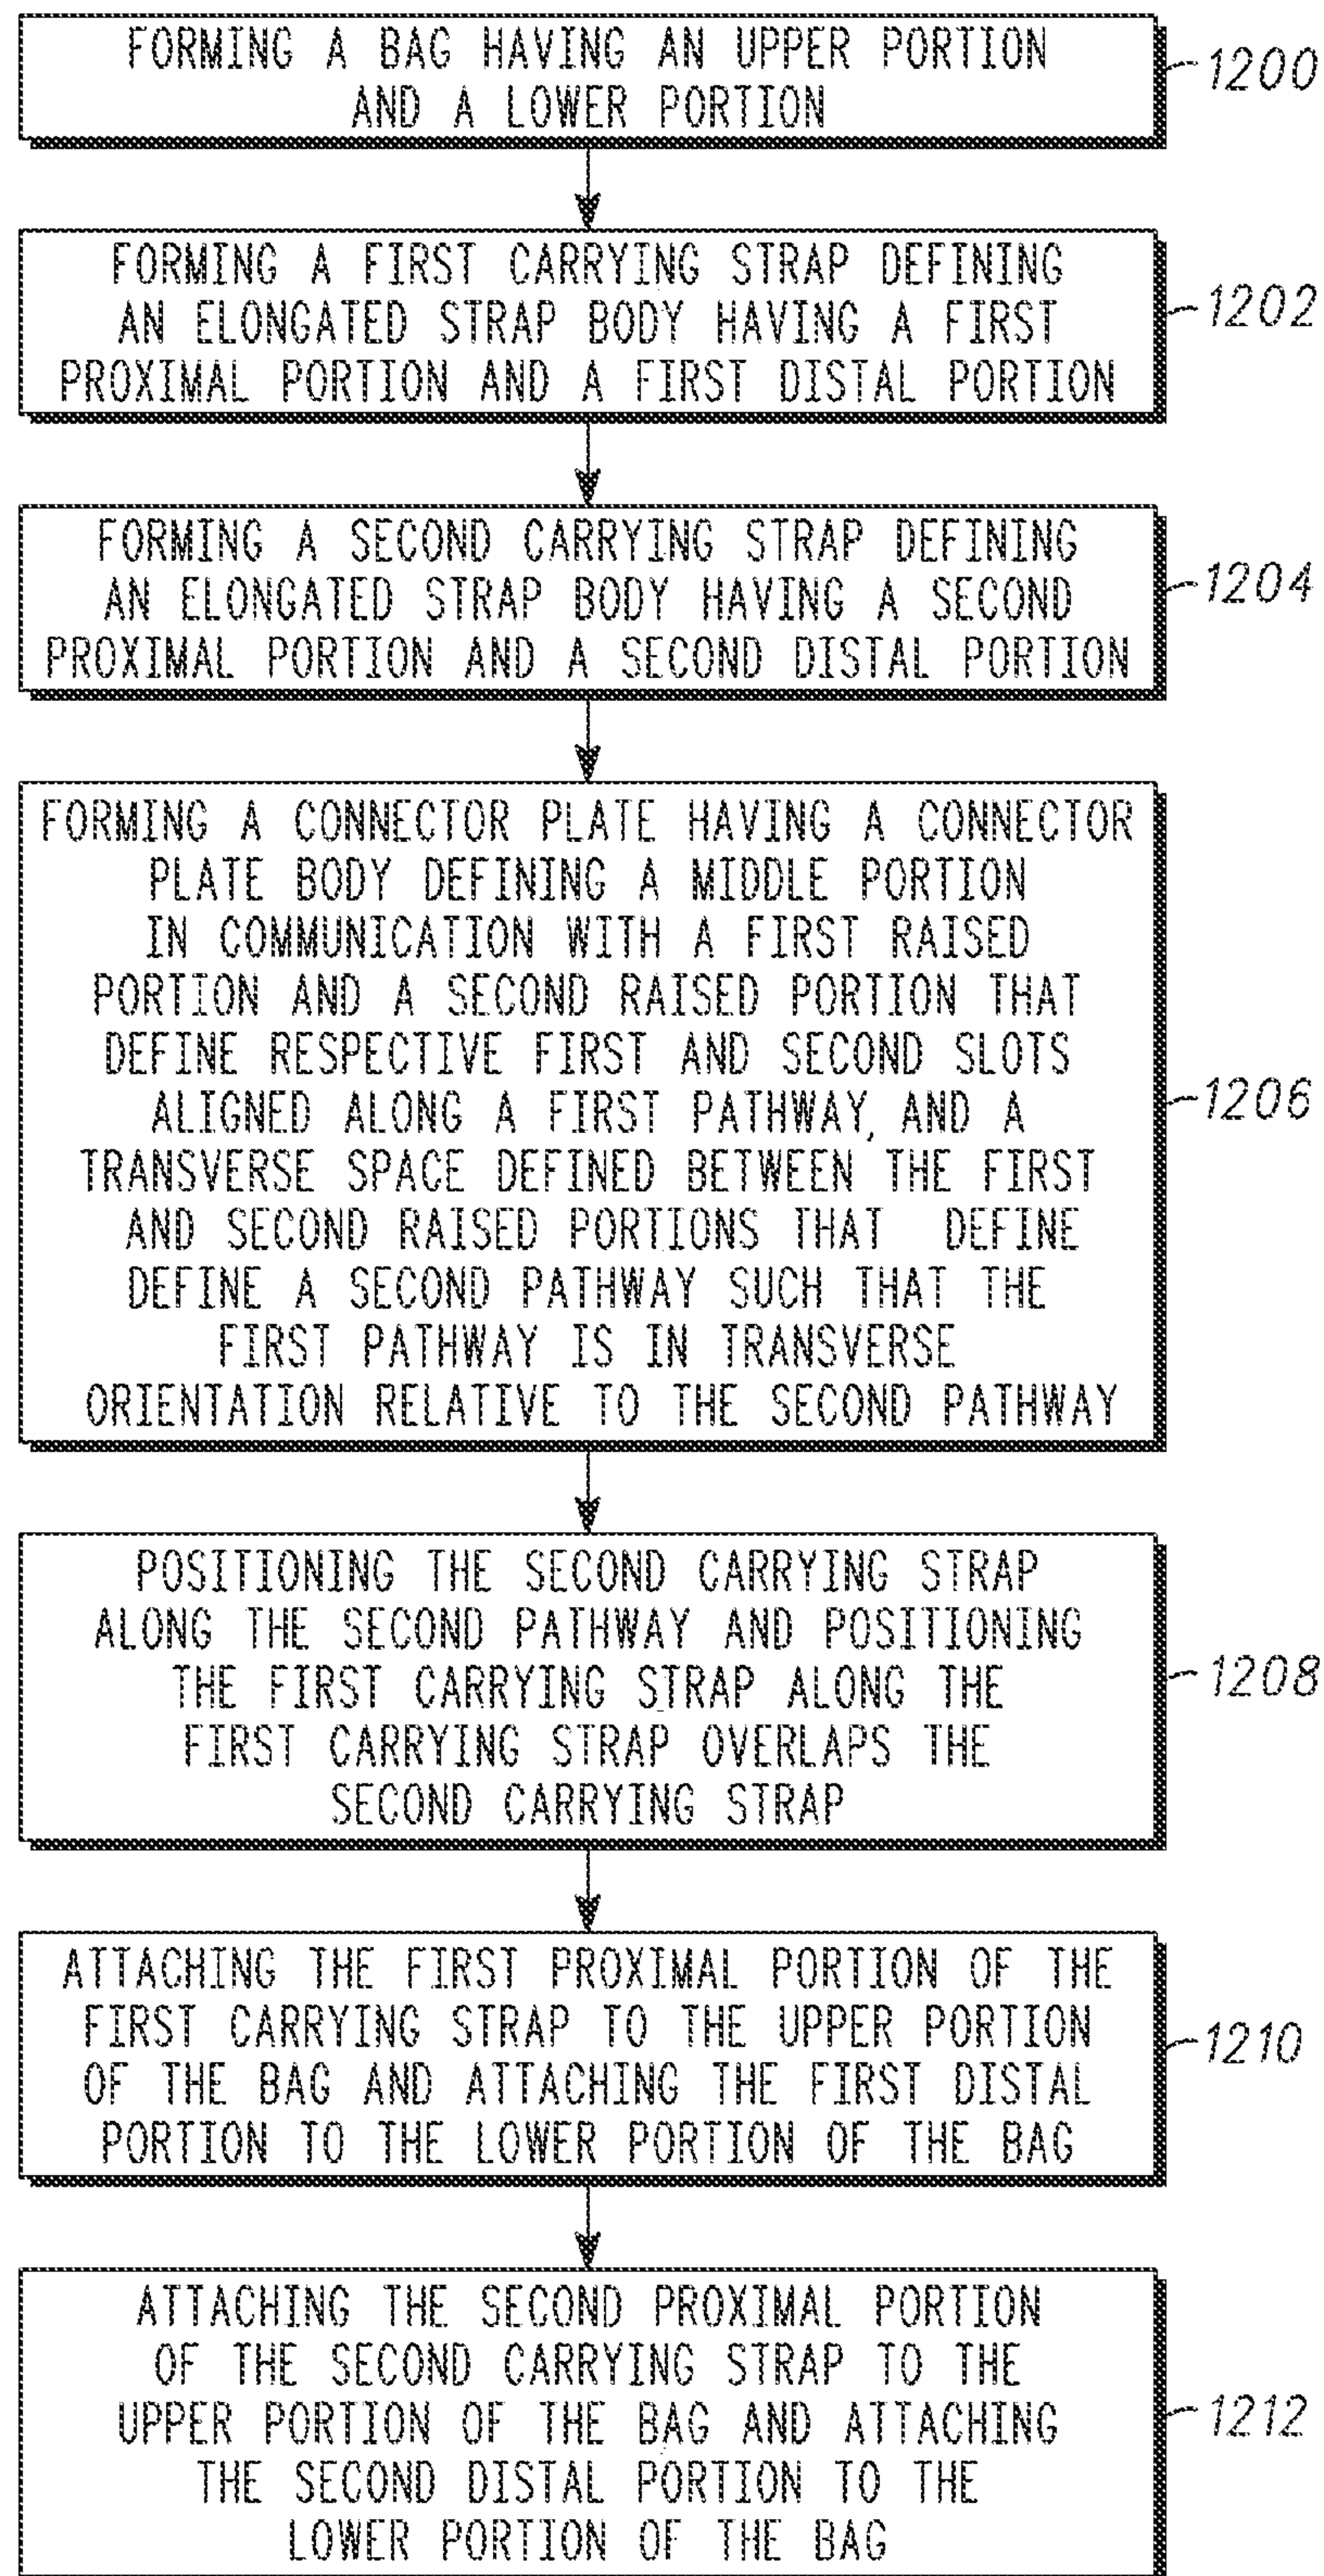 FORMING A BAG HAVING AN UPPER PORTION
AND A LOWER PORTION
1200
FORMING A FIRST CARRYING STRAP DEFINING
AN ELONGATED STRAP BODY HAVING A FIRST
PROXIMAL PORTION AND A FIRST DISTAL PORTION
1202
FORMING A SECOND CARRYING STRAP DEFINING
AN ELONGATED STRAP BODY HAVING A SECOND
PROXIMAL PORTION AND A SECOND DISTAL PORTION
1204
FORMING A CONNECTOR PLATE HAVING A CONNECTOR
PLATE BODY DEFINING A MIDDLE PORTION
IN COMMUNICATION WITH A FIRST RAISED
PORTION AND A SECOND RAISED PORTION THAT
DEFINE RESPECTIVE FIRST AND SECOND SLOTS
ALIGNED ALONG A FIRST PATHWAY, AND A
TRANSVERSE SPACE DEFINED BETWEEN THE FIRST
AND SECOND RAISED PORTIONS THAT DEFINE
DEFINE A SECOND PATHWAY SUCH THAT THE
FIRST PATHWAY IS IN TRANSVERSE
ORIENTATION RELATIVE TO THE SECOND PATHWAY
1206
POSITIONING THE SECOND CARRYING STRAP
ALONG THE SECOND PATHWAY AND POSITIONING
THE FIRST CARRYING STRAP ALONG THE
FIRST CARRYING STRAP OVERLAPS THE
SECOND CARRYING STRAP
1208
ATTACHING THE FIRST PROXIMAL PORTION OF THE
FIRST CARRYING STRAP TO THE UPPER PORTION
OF THE BAG AND ATTACHING THE FIRST DISTAL
PORTION TO THE LOWER PORTION OF THE BAG
1210
ATTACHING THE SECOND PROXIMAL PORTION
OF THE SECOND CARRYING STRAP TO THE
UPPER PORTION OF THE BAG AND ATTACHING
THE SECOND DISTAL PORTION TO THE
LOWER PORTION OF THE BAG
1212